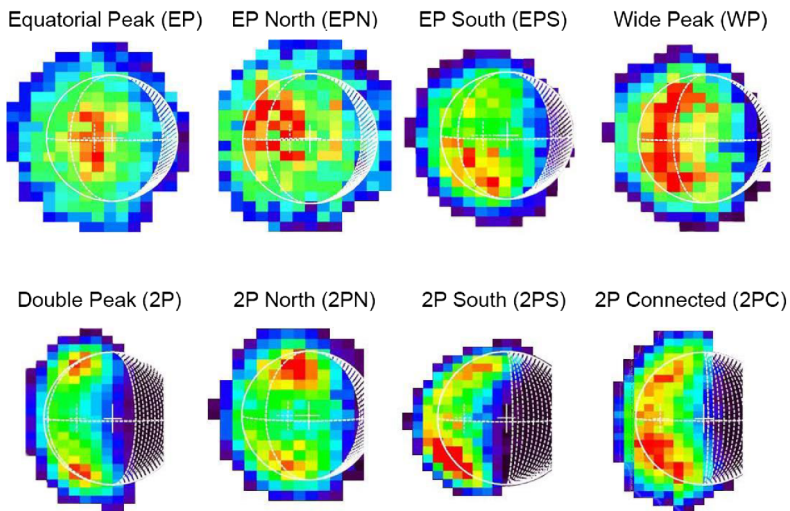 Equatorial Peak (EP)
EP North (EPN)
EP South (EPS)
Wide Peak (WP)
Double Peak (2P)
2P North (2PN)
2P South (2PS)
2P Connected (2PC)